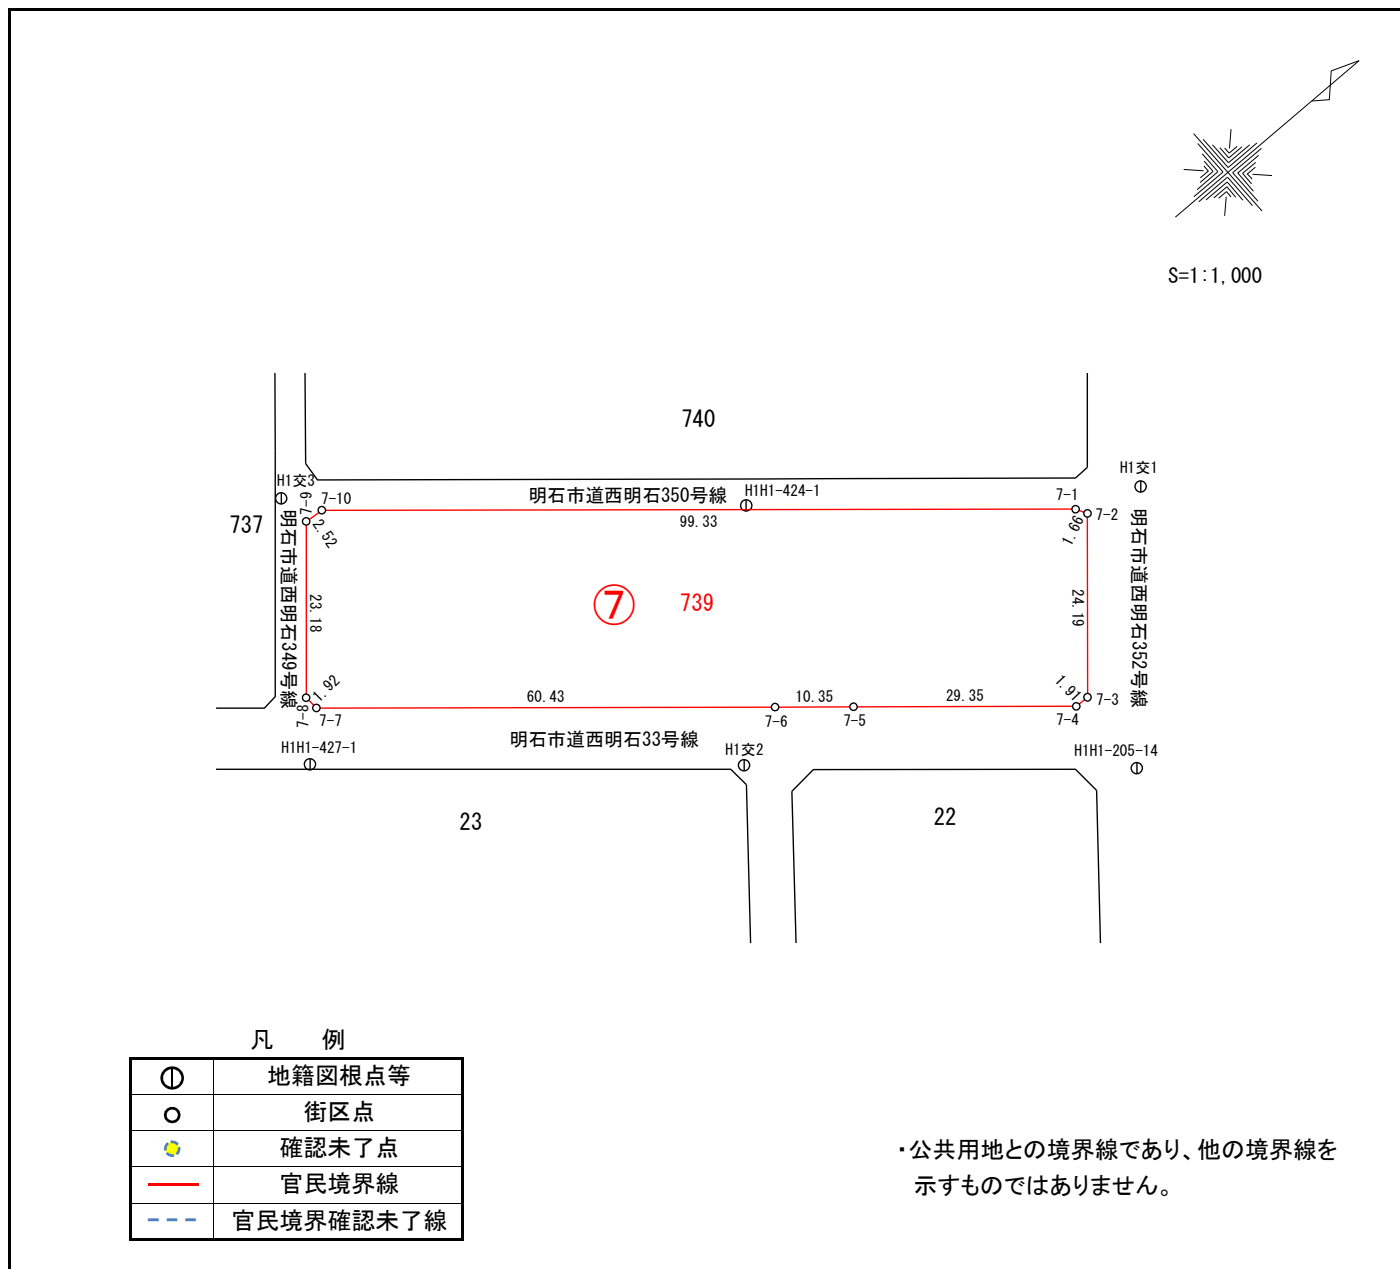 S=1:1,000
740
H1交3
7-9
7-10
明石市道西明石350号線
H1H1-424-1
7-1
H1交1
7-2
737
2.52
99.33
1.66
明石市道西明石349号線
23.18
⑦
739
24.19
明石市道西明石352号線
1.92
7-8
7-7
60.43
7-6
10.35
7-5
29.35
1.91
7-4
7-3
明石市道西明石33号線
H1H1-427-1
H1交2
H1H1-205-14
23
22
凡 例
地籍図根点等
街区点
確認未了点
官民境界線
官民境界確認未了線
・公共用地との境界線であり、他の境界線を
示すものではありません。